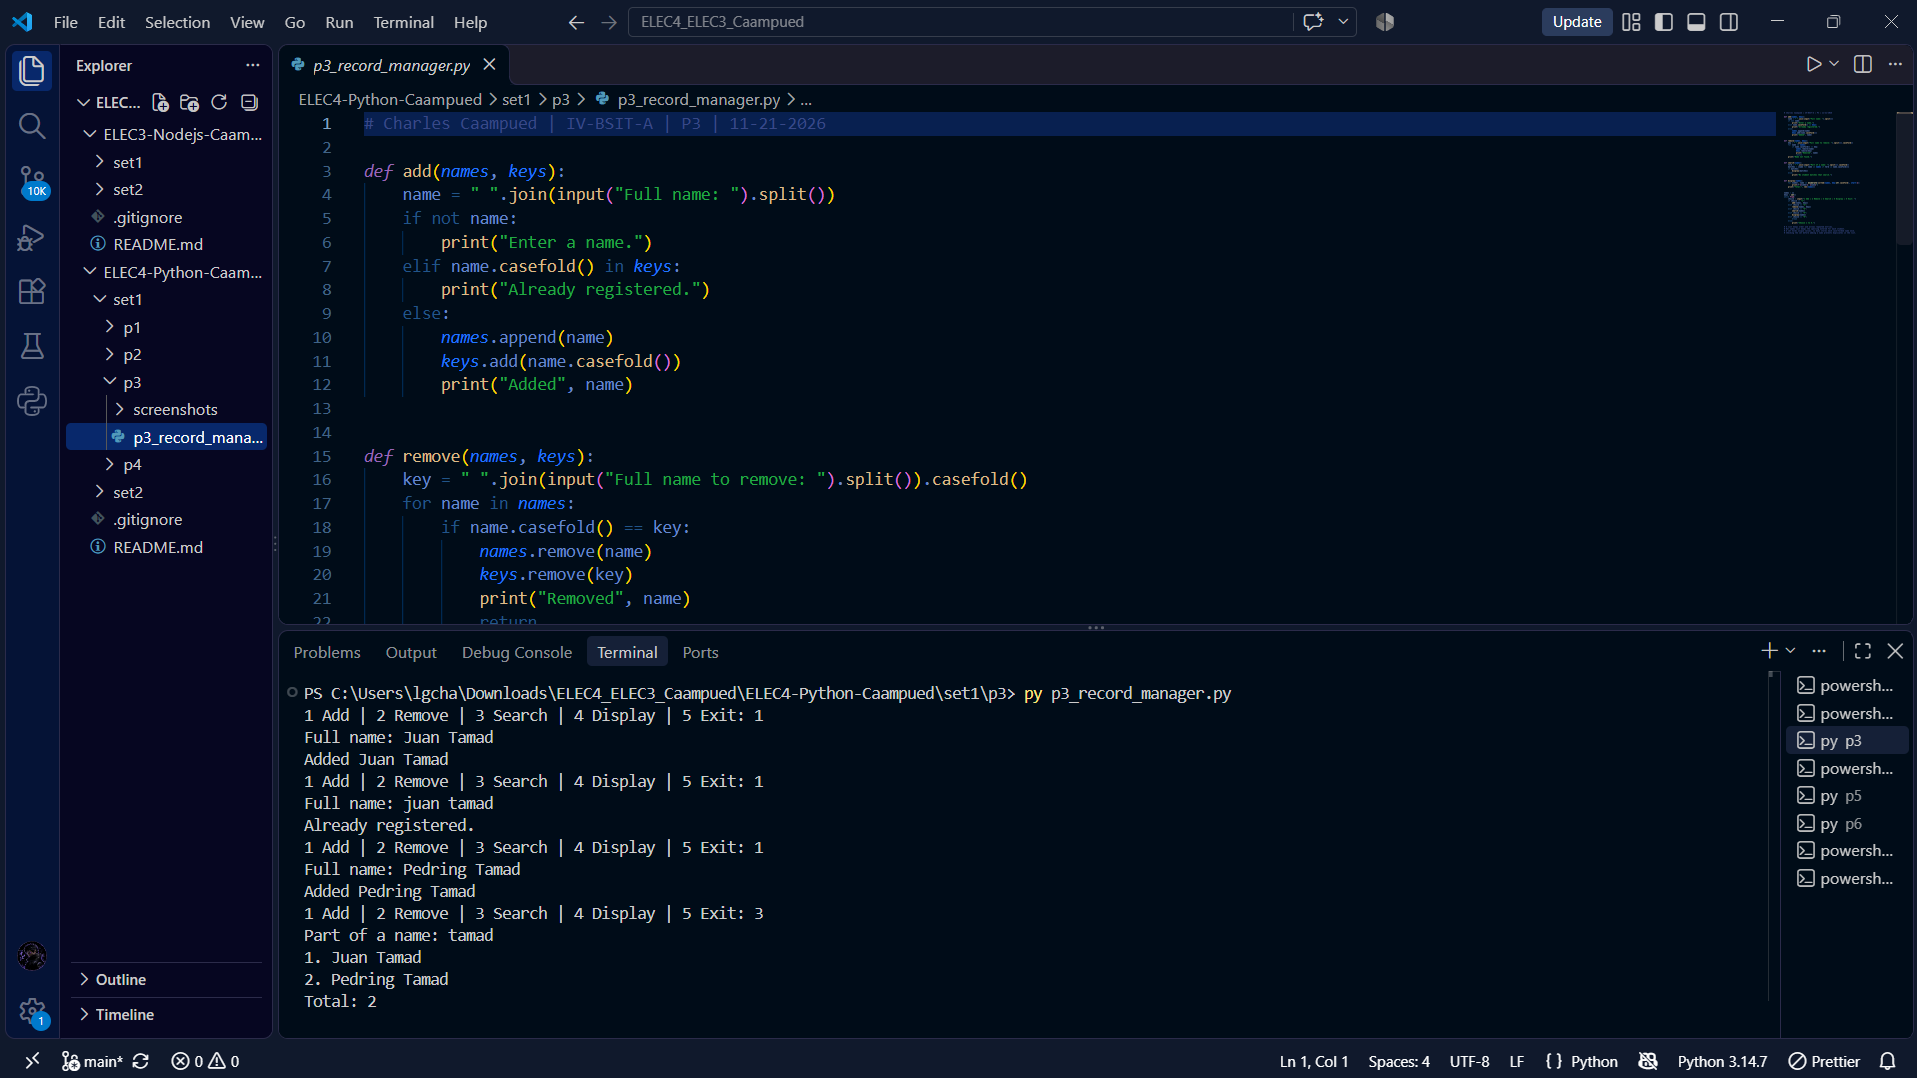 File Edit Selection View Go Run Terminal Help
ELEC4_ELEC3_Caampued
Update
Explorer
p3_record_manager.py
ELEC...
ELEC4-Python-Caampued > set1 > p3 > p3_record_manager.py > ...
ELEC3-Nodejs-Caam...
set1
set2
.gitignore
README.md
ELEC4-Python-Caam...
set1
p1
p2
p3
screenshots
p3_record_mana...
p4
set2
.gitignore
README.md
10K
Outline
Timeline
1
1 # Charles Caampued | IV-BSIT-A | P3 | 11-21-2026
2
3 def add(names, keys):
4 name = " ".join(input("Full name: ").split())
5 if not name:
6 print("Enter a name.")
7 elif name.casefold() in keys:
8 print("Already registered.")
9 else:
10 names.append(name)
11 keys.add(name.casefold())
12 print("Added", name)
13
14
15 def remove(names, keys):
16 key = " ".join(input("Full name to remove: ").split()).casefold()
17 for name in names:
18 if name.casefold() == key:
19 names.remove(name)
20 keys.remove(key)
21 print("Removed", name)
22 return
Problems Output Debug Console Terminal Ports
PS C:\Users\lgcha\Downloads\ELEC4_ELEC3_Caampued\ELEC4-Python-Caampued\set1\p3> py p3_record_manager.py
1 Add | 2 Remove | 3 Search | 4 Display | 5 Exit: 1
Full name: Juan Tamad
Added Juan Tamad
1 Add | 2 Remove | 3 Search | 4 Display | 5 Exit: 1
Full name: juan tamad
Already registered.
1 Add | 2 Remove | 3 Search | 4 Display | 5 Exit: 1
Full name: Pedring Tamad
Added Pedring Tamad
1 Add | 2 Remove | 3 Search | 4 Display | 5 Exit: 3
Part of a name: tamad
1. Juan Tamad
2. Pedring Tamad
Total: 2
powersh...
powersh...
py p3
powersh...
py p5
py p6
powersh...
powersh...
main* 0 0
Ln 1, Col 1 Spaces: 4 UTF-8 LF {} Python Python 3.14.7 Prettier